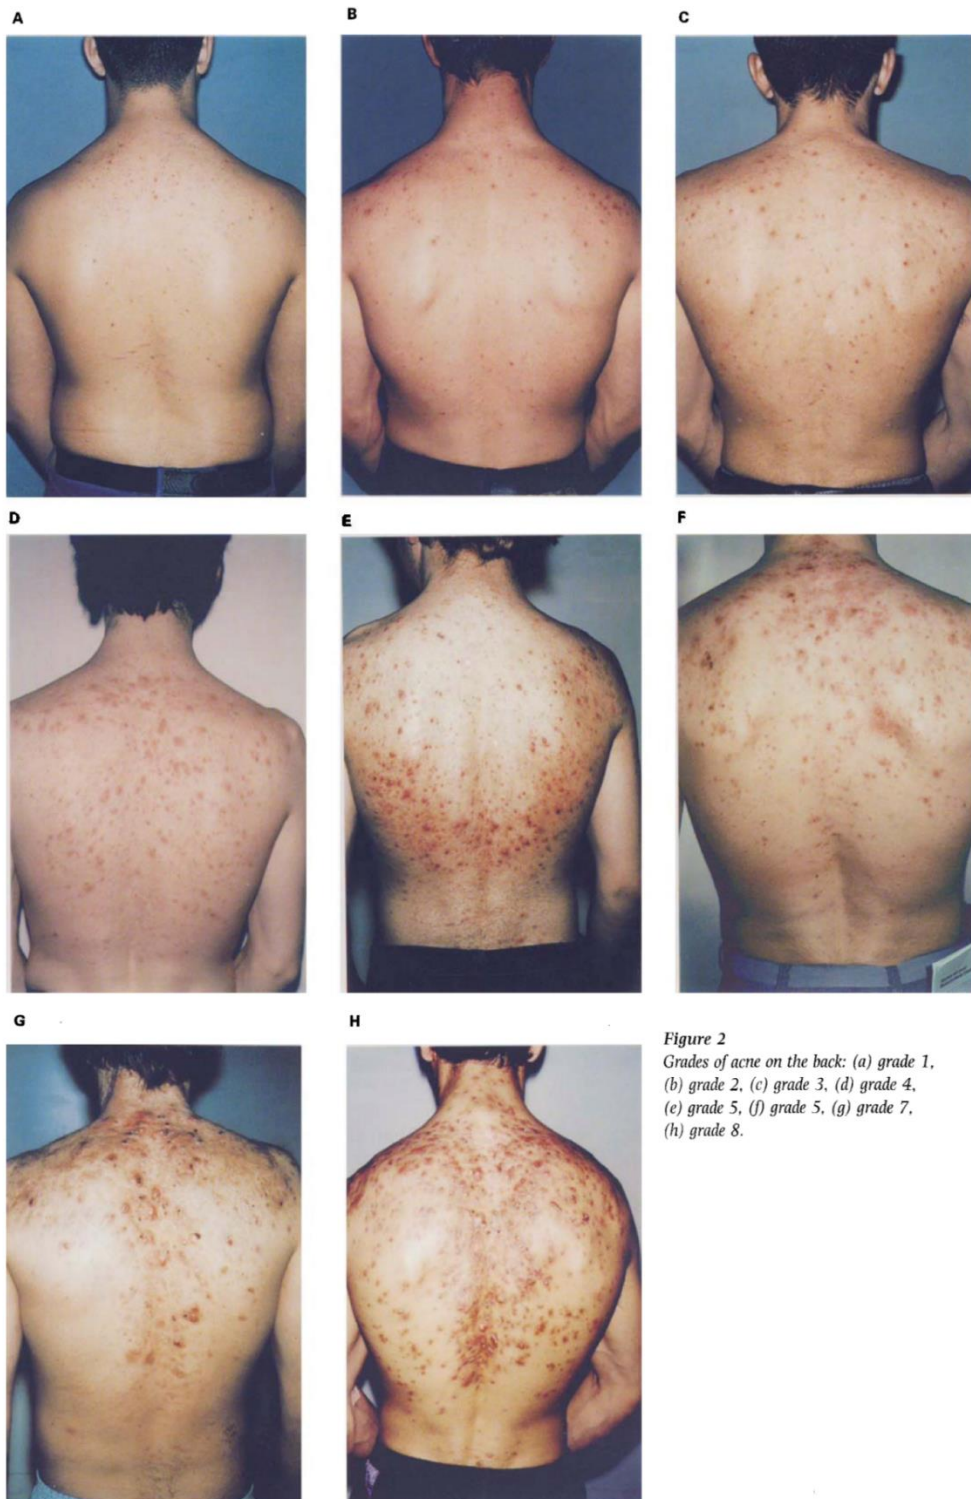 A
B
C
D
E
F
G
H
Figure 2
Grades of acne on the back: (a) grade 1,
(b) grade 2, (c) grade 3, (d) grade 4,
(e) grade 5, (f) grade 5, (g) grade 7,
(h) grade 8.